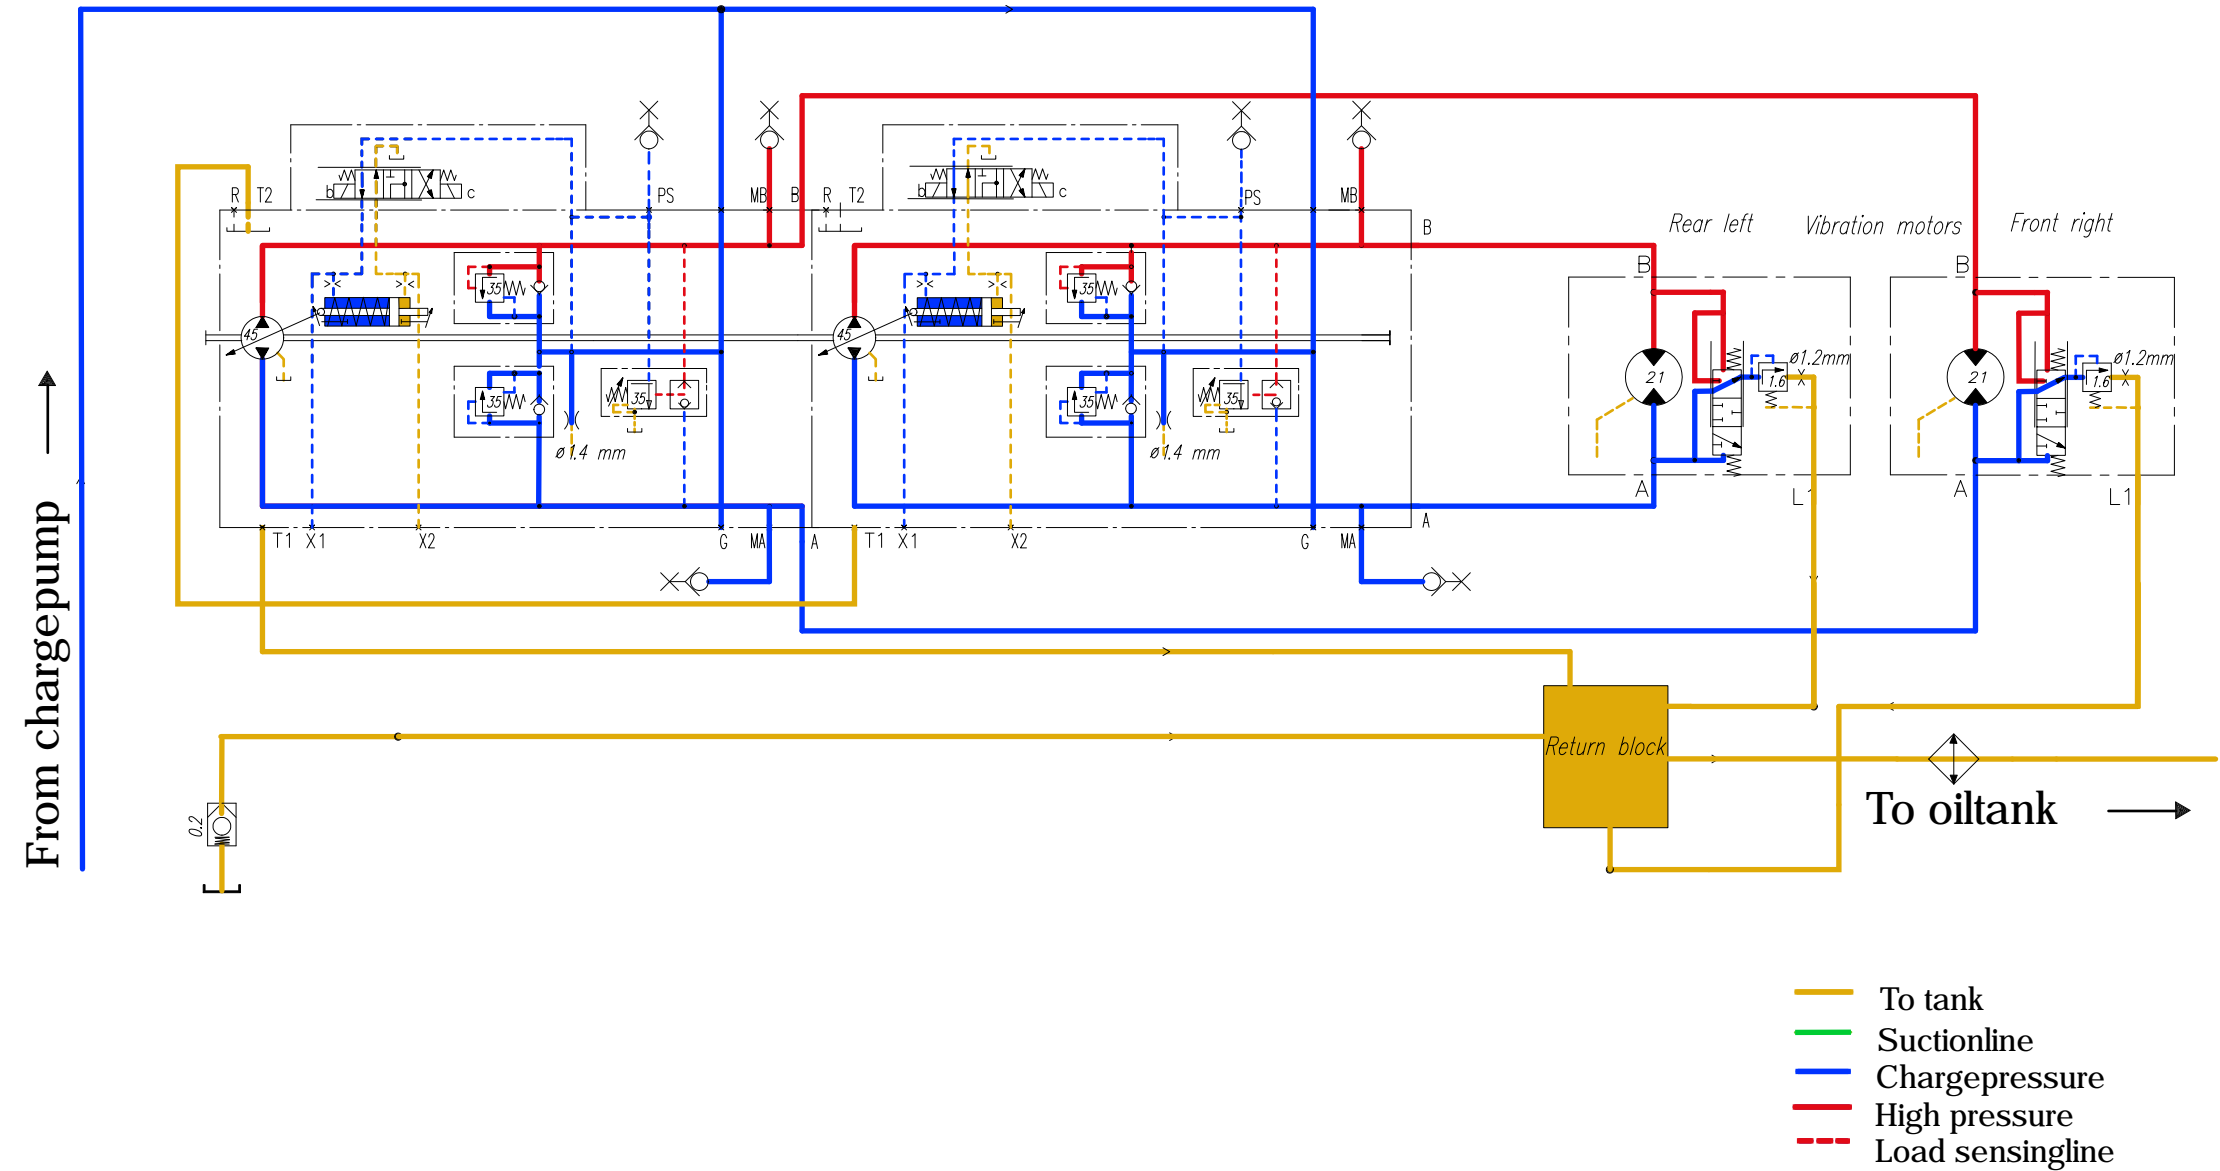 R T2
b c
PS
MB B
R T2
b c
PS
MB
B
Rear left
Vibration motors
Front right
B
B
45
35
45
35
21
ø1.2mm
1.6
21
ø1.2mm
1.6
35
35
35
35
ø1.4 mm
ø1.4 mm
A
A
L1
L1
T1 X1 X2 G MA A
T1 X1 X2 G MA
A
From chargepump
Return block
0.2
To oiltank
To tank
Suctionline
Chargepressure
High pressure
Load sensingline